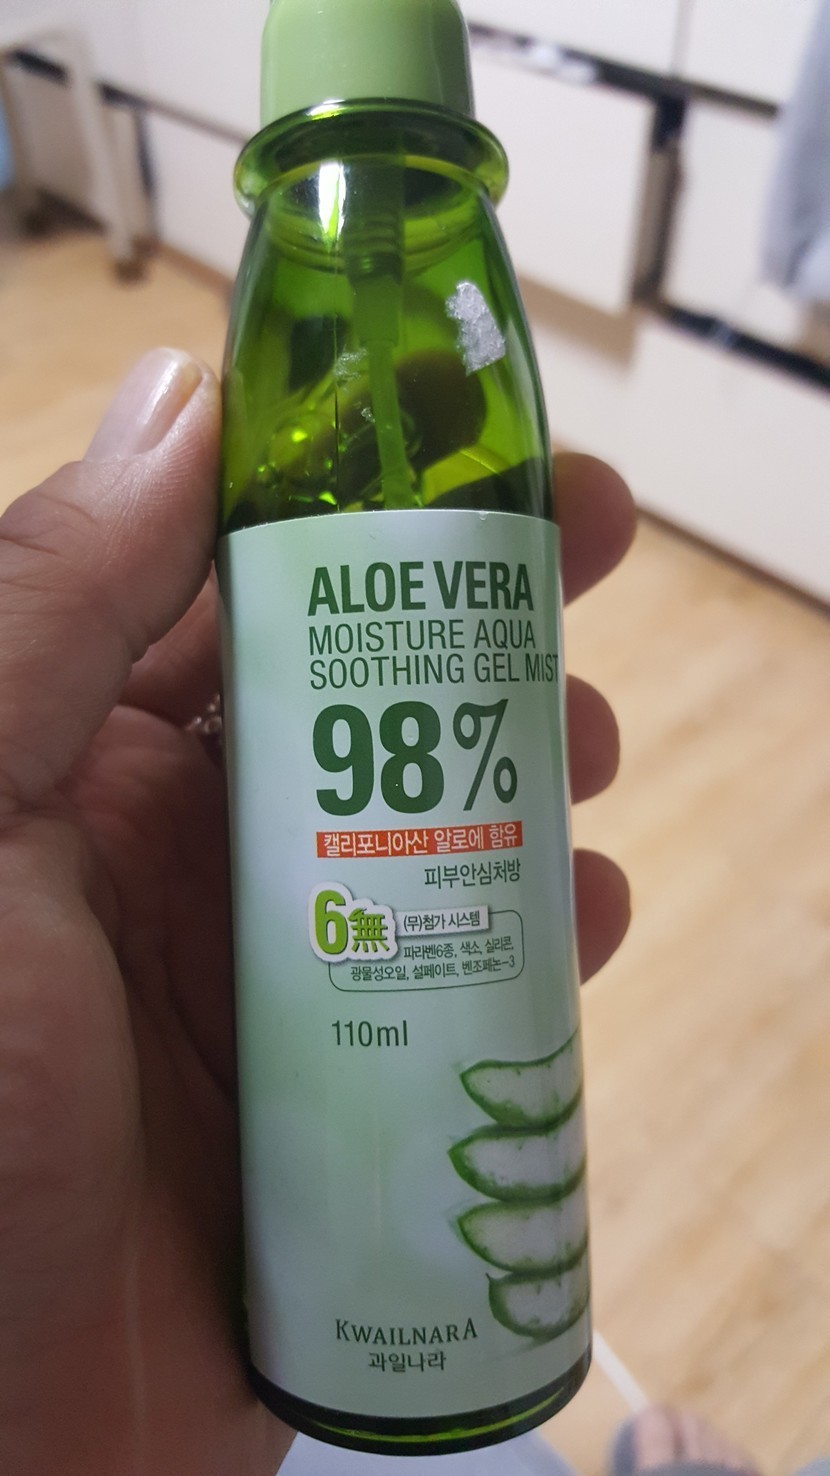 ALOE VERA
MOISTURE AQUA
SOOTHING GEL MIST
98%
캘리포니아산 알로에 함유
피부안심처방
6無 (무)첨가 시스템
파라벤6종, 색소, 실리콘,
광물성오일, 설페이트, 벤조페논-3
110ml
KWAILNARA
과일나라